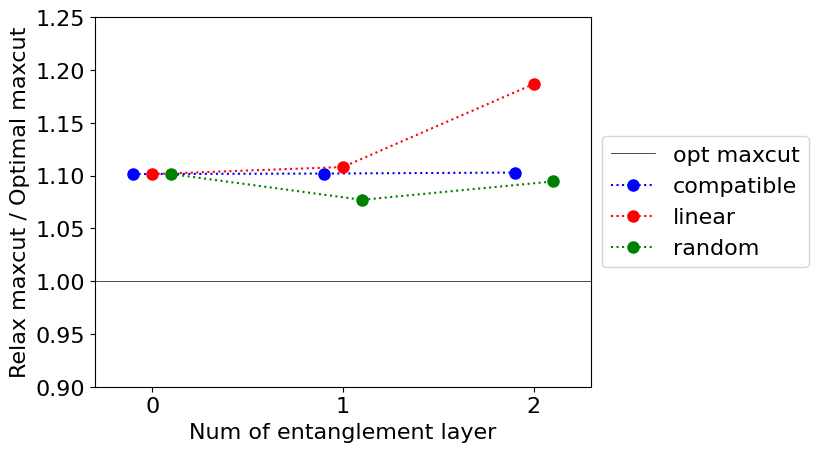 Relax maxcut / Optimal maxcut
1.25
1.20
1.15
1.10
1.05
1.00
0.95
0.90
0 1 2
Num of entanglement layer
opt maxcut
compatible
linear
random